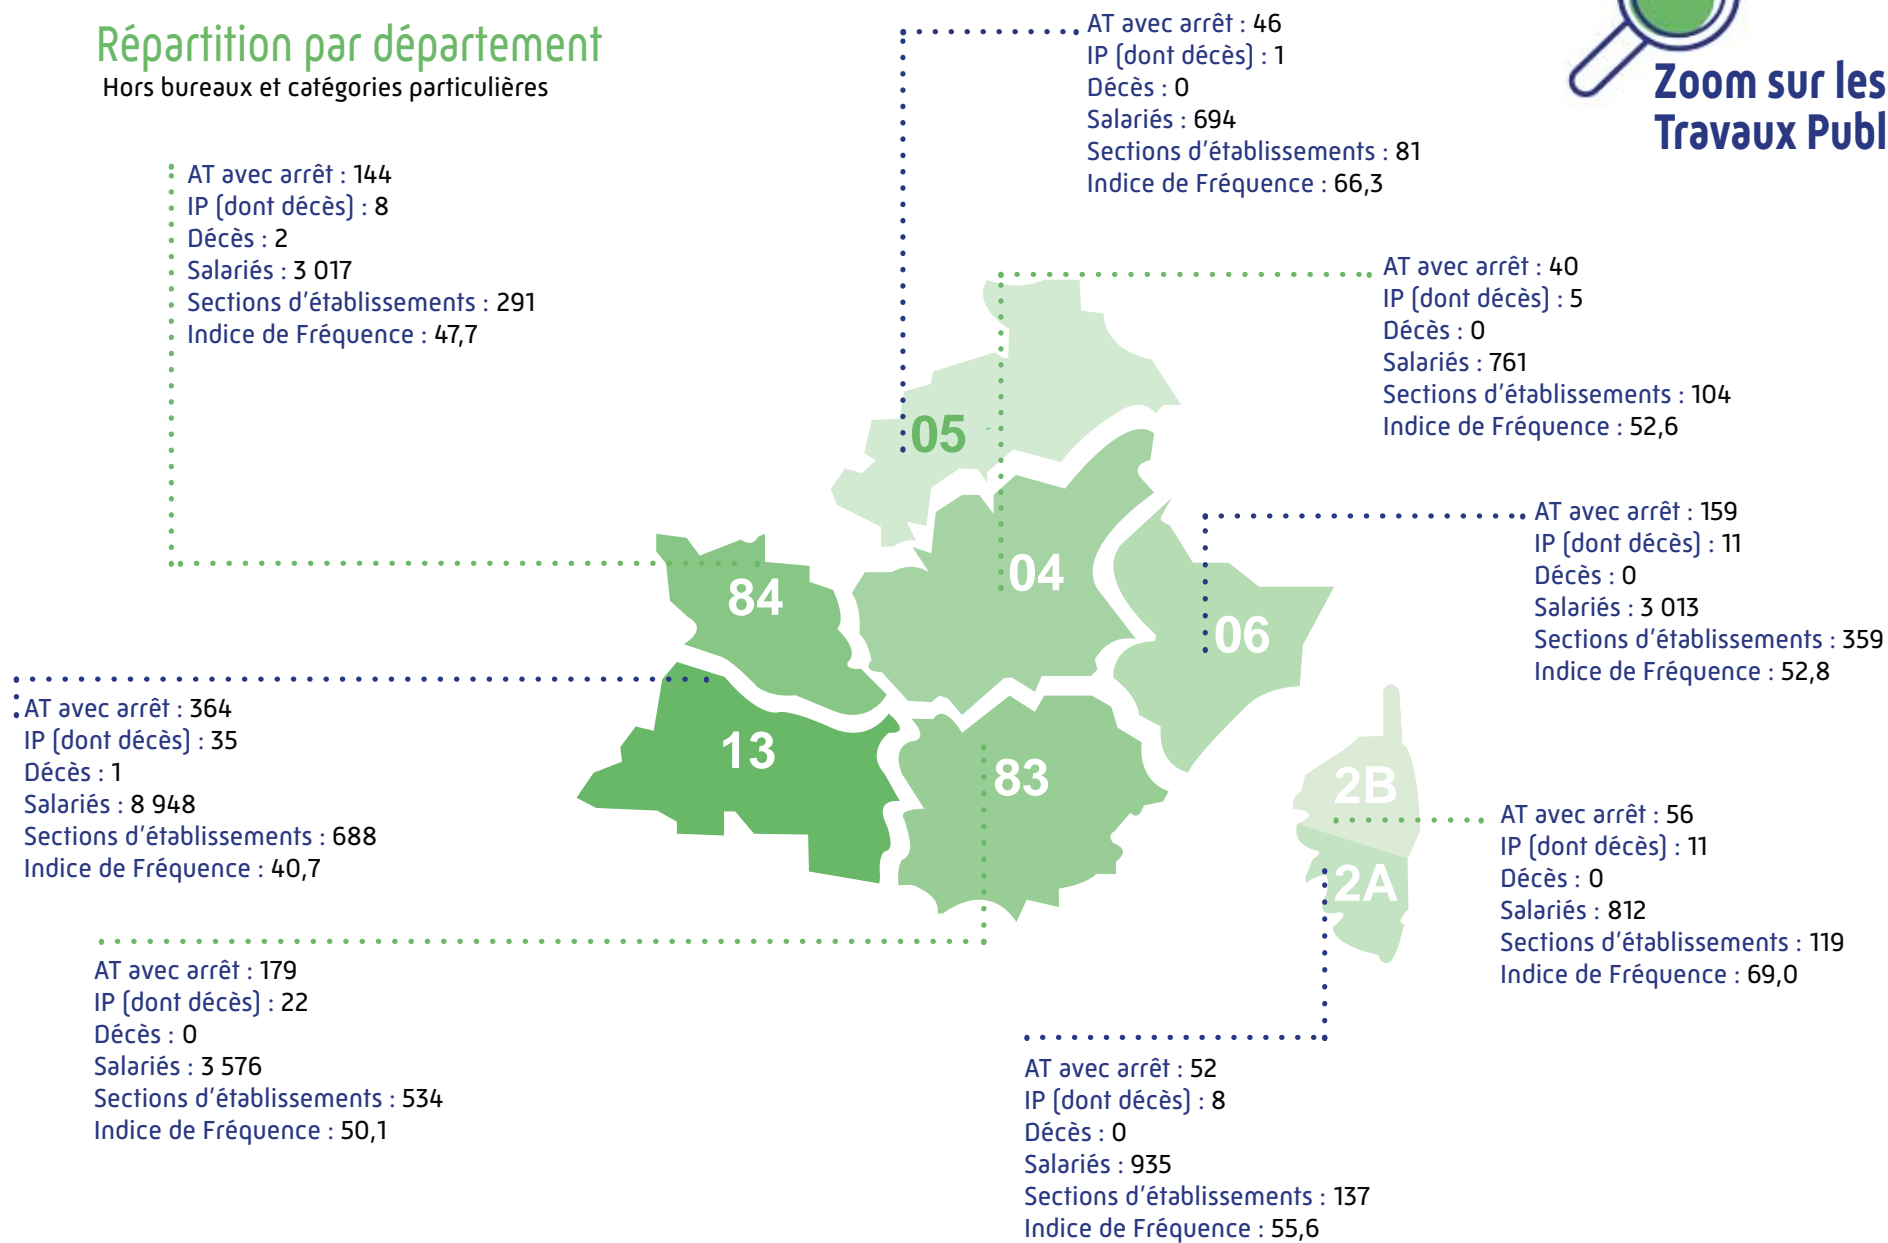 Répartition par département
Hors bureaux et catégories particulières
Zoom sur les
Travaux Publ
AT avec arrêt : 46
IP (dont décès) : 1
Décès : 0
Salariés : 694
Sections d'établissements : 81
Indice de Fréquence : 66,3
AT avec arrêt : 144
IP (dont décès) : 8
Décès : 2
Salariés : 3 017
Sections d'établissements : 291
Indice de Fréquence : 47,7
AT avec arrêt : 40
IP (dont décès) : 5
Décès : 0
Salariés : 761
Sections d'établissements : 104
Indice de Fréquence : 52,6
05
04
84
06
13
83
2B
2A
AT avec arrêt : 159
IP (dont décès) : 11
Décès : 0
Salariés : 3 013
Sections d'établissements : 359
Indice de Fréquence : 52,8
AT avec arrêt : 364
IP (dont décès) : 35
Décès : 1
Salariés : 8 948
Sections d'établissements : 688
Indice de Fréquence : 40,7
AT avec arrêt : 56
IP (dont décès) : 11
Décès : 0
Salariés : 812
Sections d'établissements : 119
Indice de Fréquence : 69,0
AT avec arrêt : 179
IP (dont décès) : 22
Décès : 0
Salariés : 3 576
Sections d'établissements : 534
Indice de Fréquence : 50,1
AT avec arrêt : 52
IP (dont décès) : 8
Décès : 0
Salariés : 935
Sections d'établissements : 137
Indice de Fréquence : 55,6